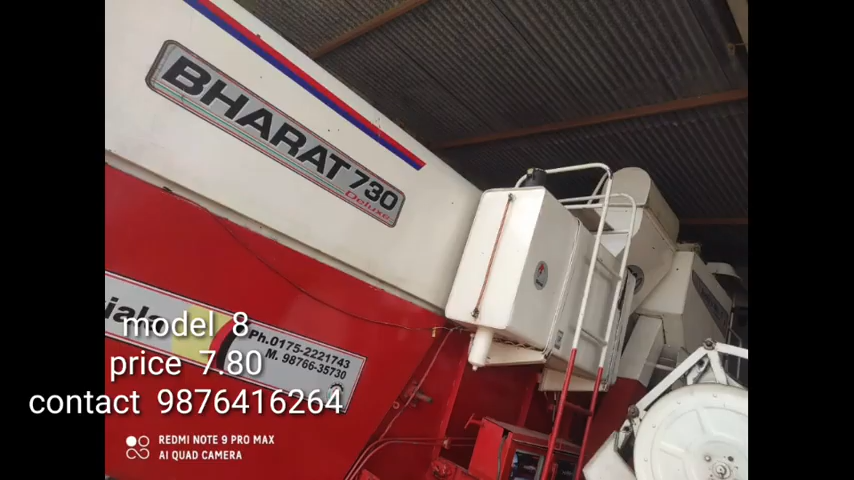 BHARAT 730
Deluxe
ials
Ph.0175-2221743
M. 98766-35730
model 8
price 7.80
contact 9876416264
REDMI NOTE 9 PRO MAX
AI QUAD CAMERA